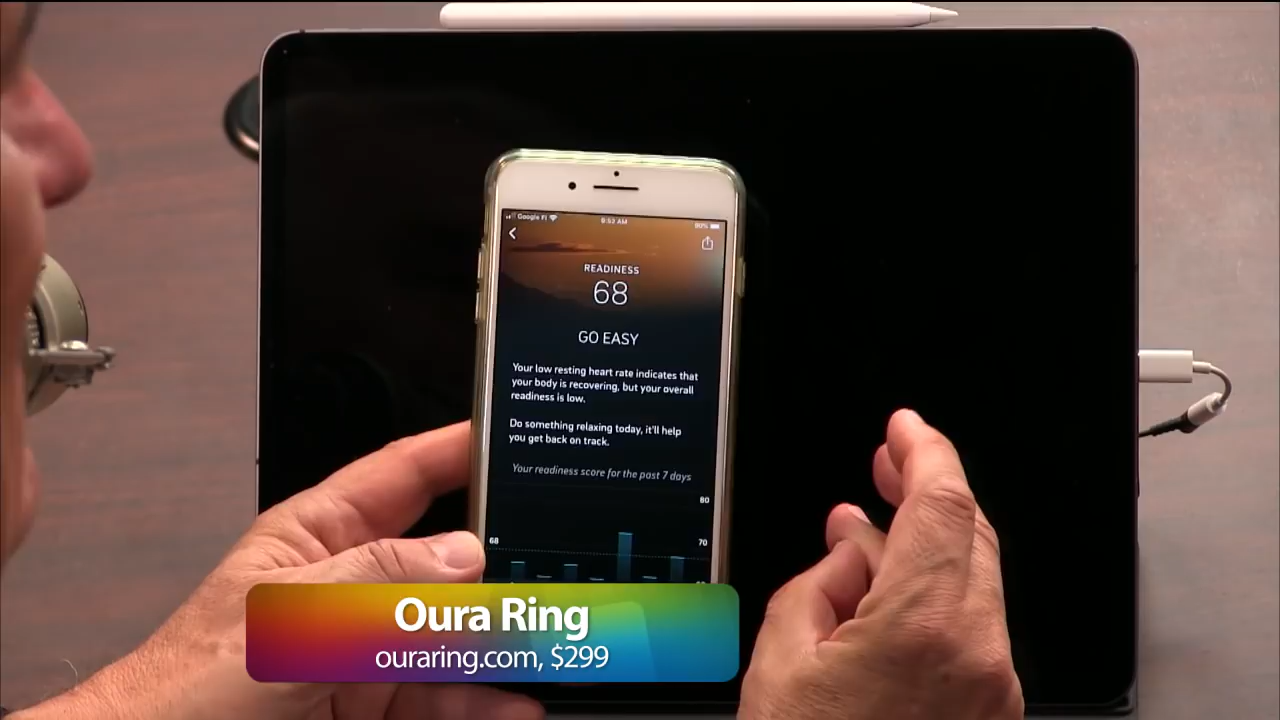 Google Fi
9:52 AM
90%
READINESS
68
GO EASY
Your low resting heart rate indicates that
your body is recovering, but your overall
readiness is low.
Do something relaxing today, it'll help
you get back on track.
Your readiness score for the past 7 days
80
68
70
Oura Ring
ouraring.com, $299